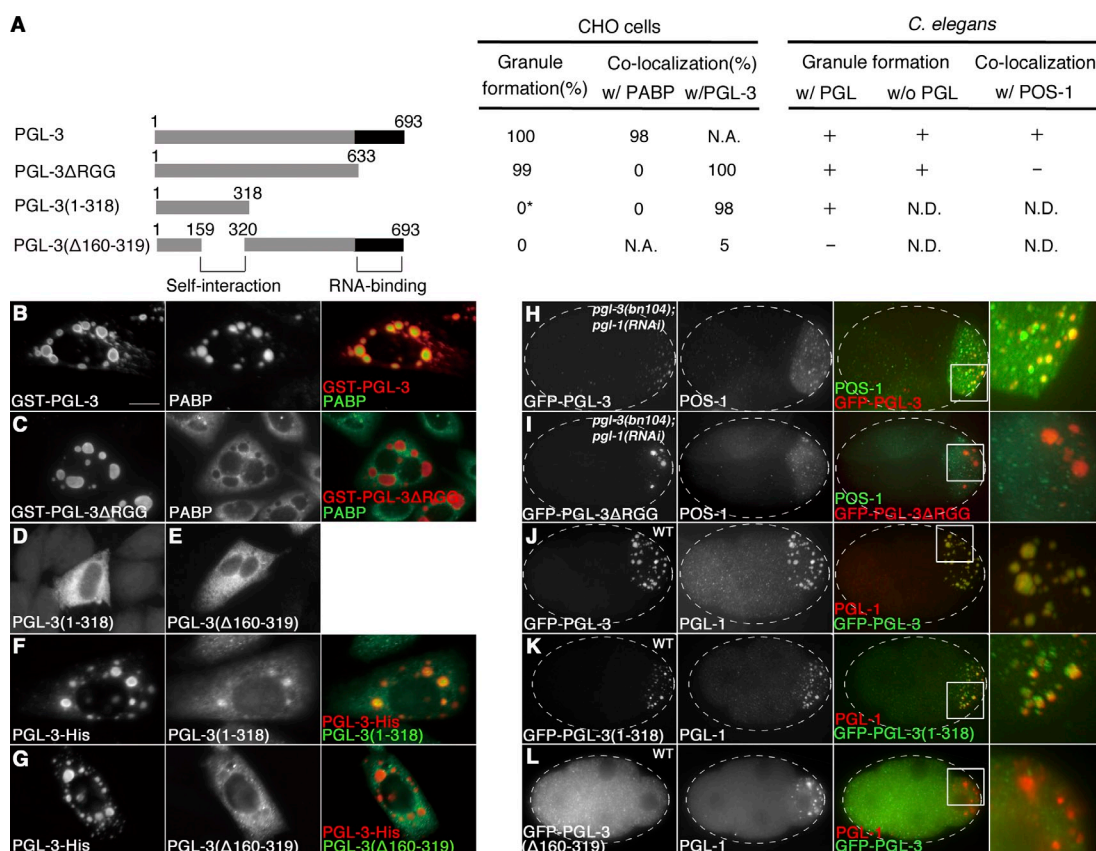 A
CHO cells
C. elegans
Granule formation(%)
Co-localization(%)
w/ PABP
w/PGL-3
Granule formation
w/ PGL
w/o PGL
Co-localization
w/ POS-1
PGL-3
1
693
100
98
N.A.
+
+
+
PGL-3ΔRGG
1
633
99
0
100
+
+
−
PGL-3(1-318)
1
318
0*
0
98
+
N.D.
N.D.
PGL-3(Δ160-319)
1
159
320
693
0
N.A.
5
−
N.D.
N.D.
Self-interaction
RNA-binding
B
GST-PGL-3
PABP
GST-PGL-3
PABP
C
GST-PGL-3ΔRGG
PABP
GST-PGL-3ΔRGG
PABP
D
PGL-3(1-318)
E
PGL-3(Δ160-319)
F
PGL-3-His
PGL-3(1-318)
PGL-3-His
PGL-3(1-318)
G
PGL-3-His
PGL-3(Δ160-319)
PGL-3-His
PGL-3(Δ160-319)
H
pgl-3(bn104);
pgl-1(RNAi)
GFP-PGL-3
POS-1
POS-1
GFP-PGL-3
I
pgl-3(bn104);
pgl-1(RNAi)
GFP-PGL-3ΔRGG
POS-1
POS-1
GFP-PGL-3ΔRGG
J
WT
GFP-PGL-3
PGL-1
PGL-1
GFP-PGL-3
K
WT
GFP-PGL-3(1-318)
PGL-1
PGL-1
GFP-PGL-3(1-318)
L
WT
GFP-PGL-3
(Δ160-319)
PGL-1
PGL-1
GFP-PGL-3